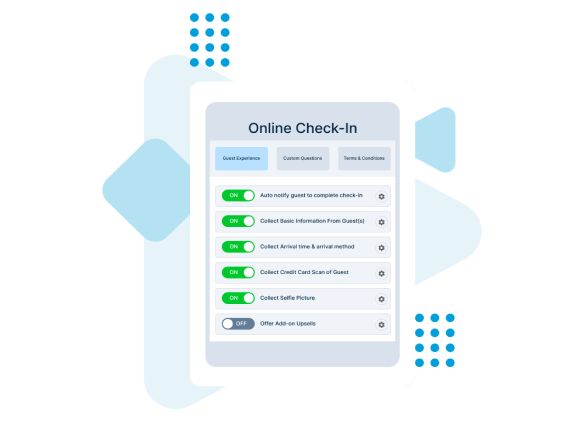 Online Check-In
Guest Experience
Custom Questions
Terms & Conditions
ON Auto notify guest to complete check-in
ON Collect Basic Information From Guest(s)
ON Collect Arrival time & arrival method
ON Collect Credit Card Scan of Guest
ON Collect Selfie Picture
OFF Offer Add-on Upsells